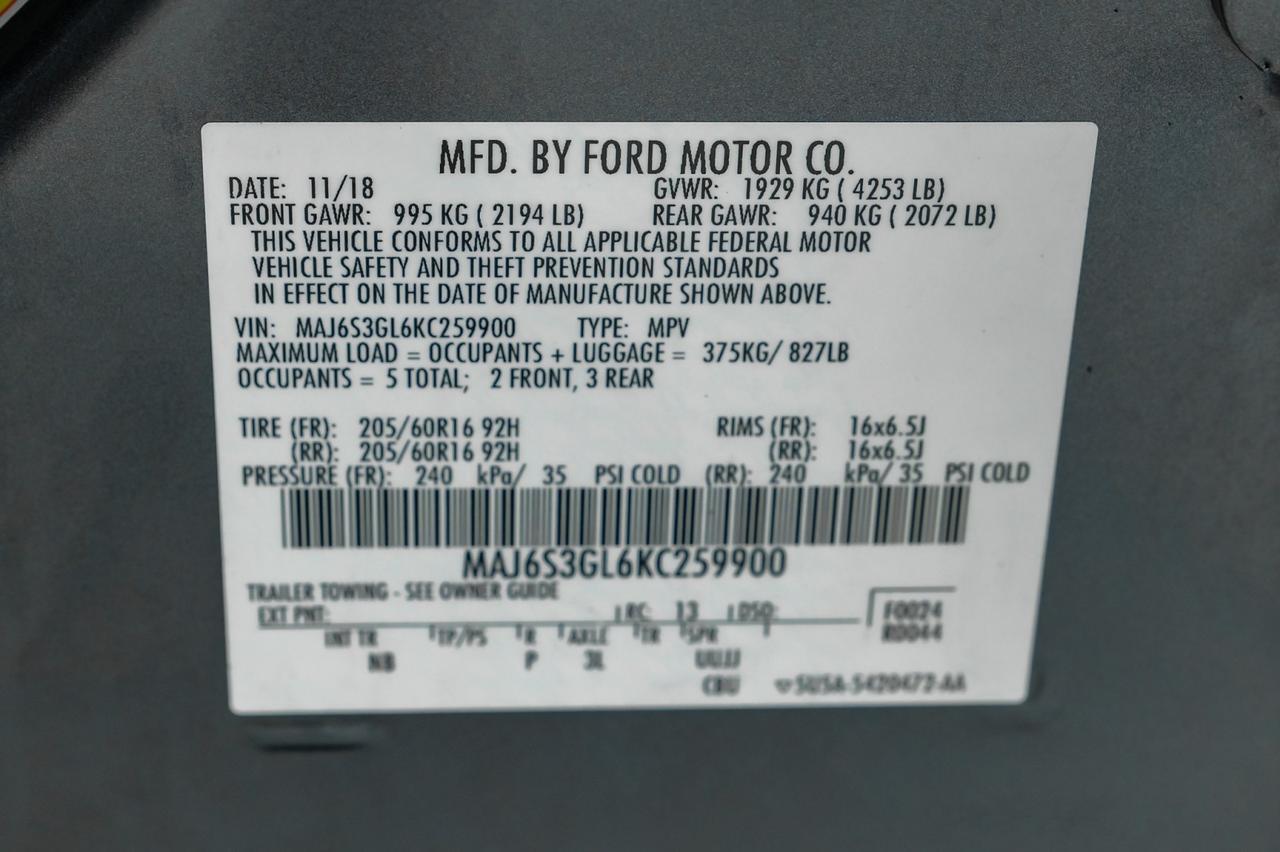 MFD. BY FORD MOTOR CO.
DATE: 11/18 GVWR: 1929 KG ( 4253 LB)
FRONT GAWR: 995 KG ( 2194 LB) REAR GAWR: 940 KG ( 2072 LB)
THIS VEHICLE CONFORMS TO ALL APPLICABLE FEDERAL MOTOR
VEHICLE SAFETY AND THEFT PREVENTION STANDARDS
IN EFFECT ON THE DATE OF MANUFACTURE SHOWN ABOVE.
VIN: MAJ6S3GL6KC259900 TYPE: MPV
MAXIMUM LOAD = OCCUPANTS + LUGGAGE = 375KG/ 827LB
OCCUPANTS = 5 TOTAL; 2 FRONT, 3 REAR
TIRE (FR): 205/60R16 92H RIMS (FR): 16x6.5J
(RR): 205/60R16 92H (RR): 16x6.5J
PRESSURE (FR): 240 kPa/ 35 PSI COLD (RR): 240 kPa/ 35 PSI COLD
MAJ6S3GL6KC259900
TRAILER TOWING - SEE OWNER GUIDE
EXT PNT: RC: 13 DSO: F0024
R0044
INT TR TP/PS R AXLE TR SPR
NB P 3L UUJJ
CBU